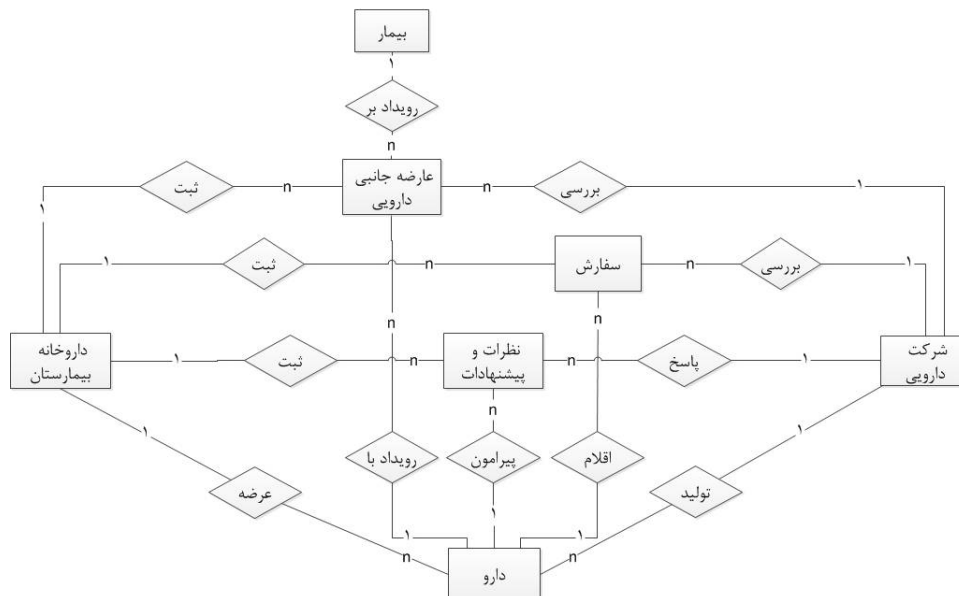 بیمار
۱
رویداد بر
n
عارضه جانبی
دارویی
n
بررسی
۱
n
ثبت
۱
سفارش
n
بررسی
۱
n
ثبت
۱
شرکت
دارویی
نظرات و
پیشنهادات
داروخانه
بیمارستان
n
پاسخ
۱
n
ثبت
۱
n
n
n
اقلام
پیرامون
رویداد با
۱
۱
تولید
عرضه
۱
۱
۱
n
n
دارو